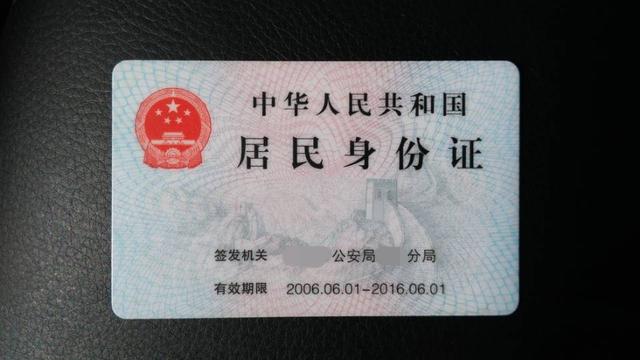 中华人民共和国
居民身份证
签发机关 公安局 分局
有效期限 2006.06.01-2016.06.01